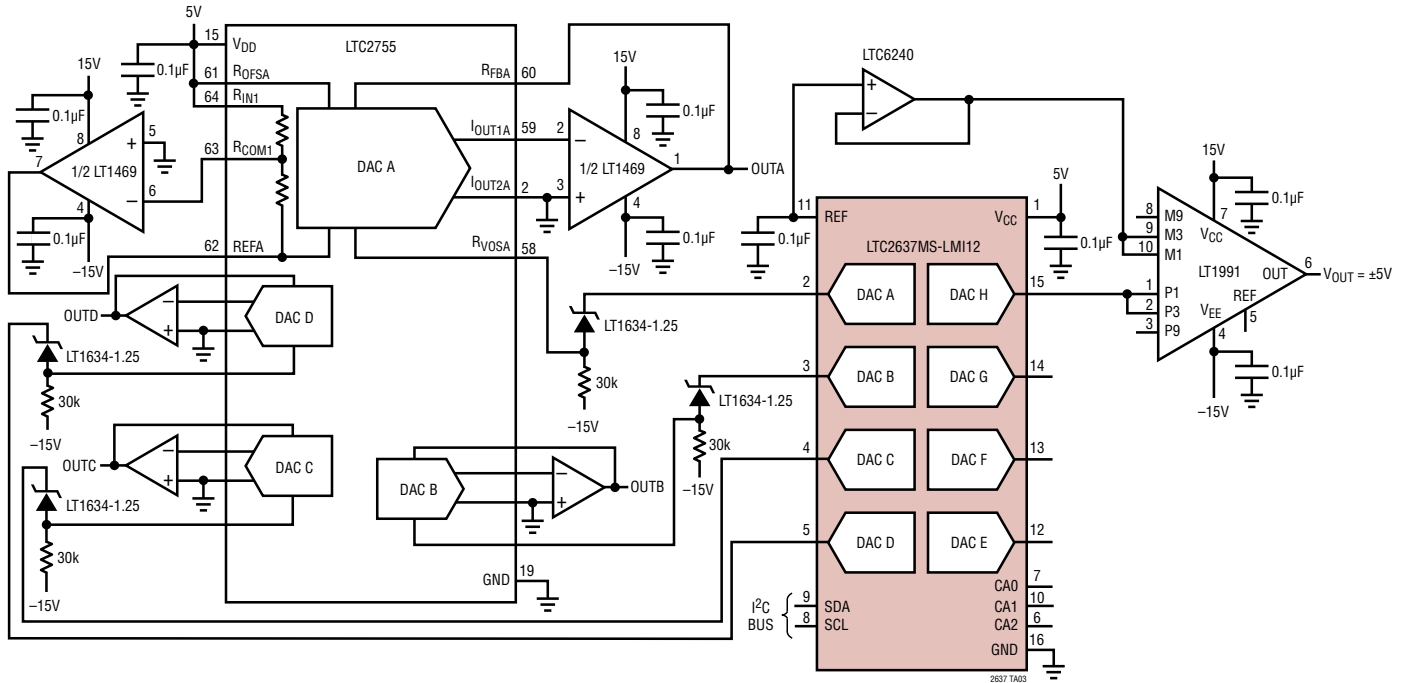 5V
15 VDD
LTC2755
0.1µF
61 ROFSA
64 RIN1
63 RCOM1
62 REFA
RFBA 60
IOUT1A 59
IOUT2A 2
RVOSA 58
DAC A
15V
0.1µF
8
5
+
7
1/2 LT1469
6
–
4
0.1µF
–15V
15V
0.1µF
8
2
–
1/2 LT1469
1
OUTA
3
+
4
0.1µF
–15V
LTC6240
+
–
OUTD
–
+
DAC D
LT1634-1.25
30k
–15V
OUTC
–
+
DAC C
LT1634-1.25
30k
–15V
DAC B
–
+
OUTB
GND 19
LT1634-1.25
30k
–15V
LT1634-1.25
30k
–15V
0.1µF
11 REF
5V
VCC 1
0.1µF
LTC2637MS-LMI12
2 DAC A
DAC H 15
3 DAC B
DAC G 14
4 DAC C
DAC F 13
5 DAC D
DAC E 12
CA0 7
CA1 10
CA2 6
GND 16
I2C
BUS
9 SDA
8 SCL
2637 TA03
15V
0.1µF
7
VCC
8 M9
9 M3
10 M1
LT1991
OUT 6
VOUT = ±5V
1 P1
2 P3
3 P9
REF
5
VEE
4
0.1µF
–15V